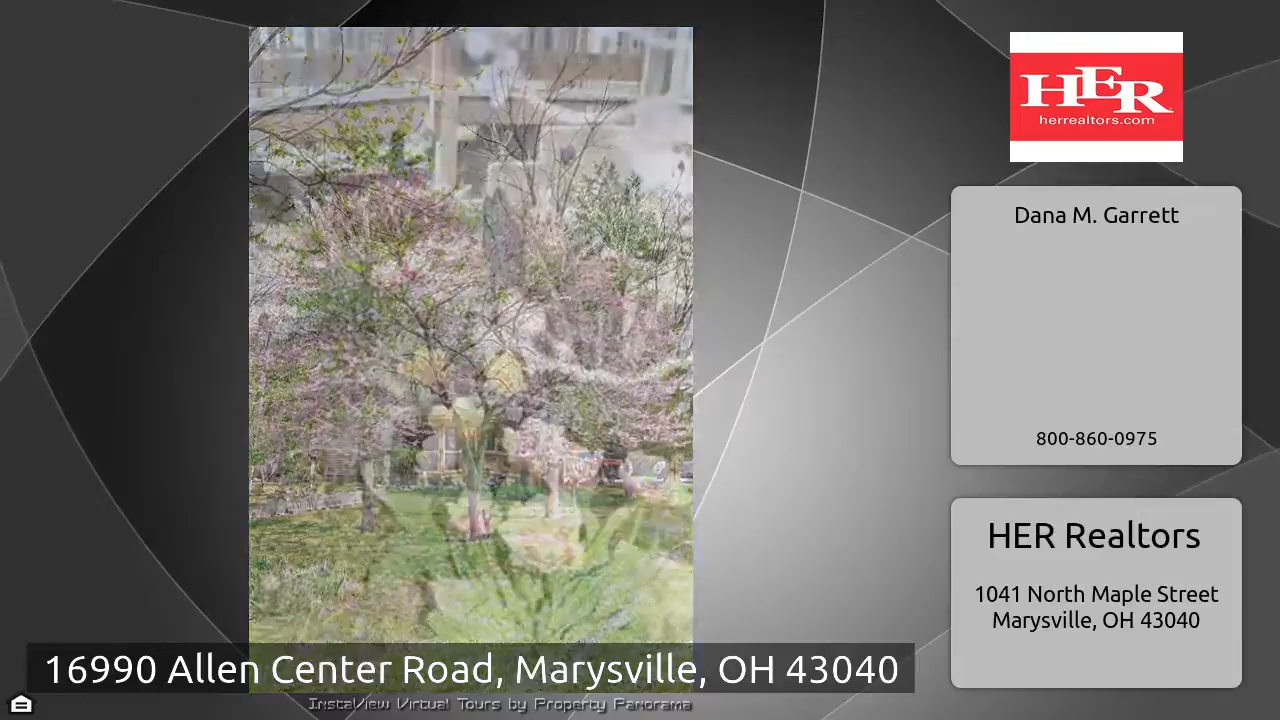 HER
herrealtors.com
Dana M. Garrett
800-860-0975
HER Realtors
1041 North Maple Street
Marysville, OH 43040
16990 Allen Center Road, Marysville, OH 43040
InstaView Virtual Tours by Property Panorama